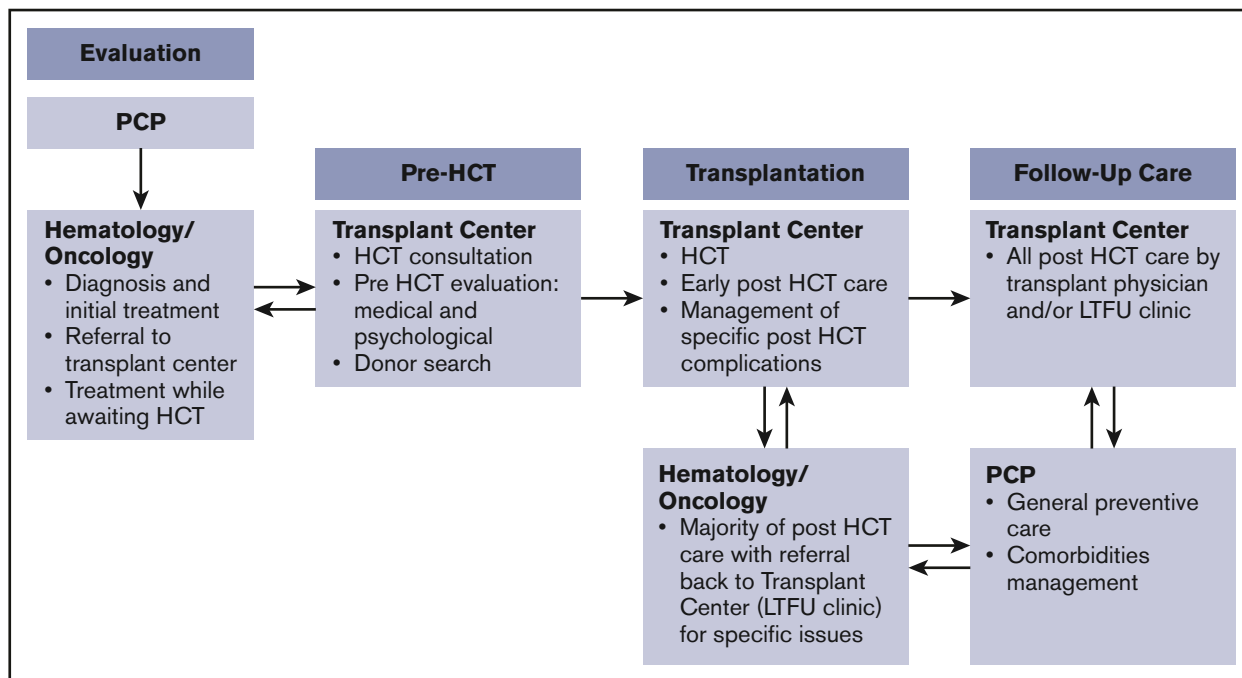 Evaluation
PCP
Hematology/
Oncology
• Diagnosis and
initial treatment
• Referral to
transplant center
• Treatment while
awaiting HCT
Pre-HCT
Transplant Center
• HCT consultation
• Pre HCT evaluation:
medical and
psychological
• Donor search
Transplantation
Transplant Center
• HCT
• Early post HCT care
• Management of
specific post HCT
complications
Hematology/
Oncology
• Majority of post HCT
care with referral
back to Transplant
Center (LTFU clinic)
for specific issues
Follow-Up Care
Transplant Center
• All post HCT care by
transplant physician
and/or LTFU clinic
PCP
• General preventive
care
• Comorbidities
management